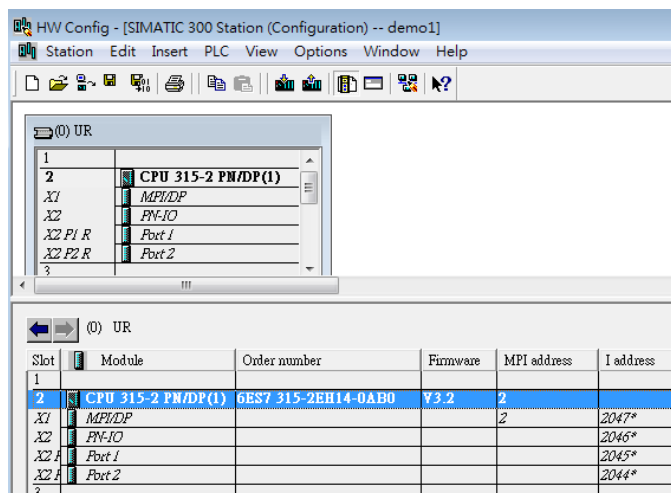 HW Config - [SIMATIC 300 Station (Configuration) -- demo1]
Station Edit Insert PLC View Options Window Help
(0) UR
1
2 CPU 315-2 PN/DP(1)
X1 MPI/DP
X2 PN-IO
X2 P1 R Port 1
X2 P2 R Port 2
3
(0) UR
Slot Module Order number Firmware MPI address I address
1
2 CPU 315-2 PN/DP(1) 6ES7 315-2EH14-0AB0 V3.2 2
X1 MPI/DP 2 2047*
X2 PN-IO 2046*
X2 P Port 1 2045*
X2 P Port 2 2044*
3